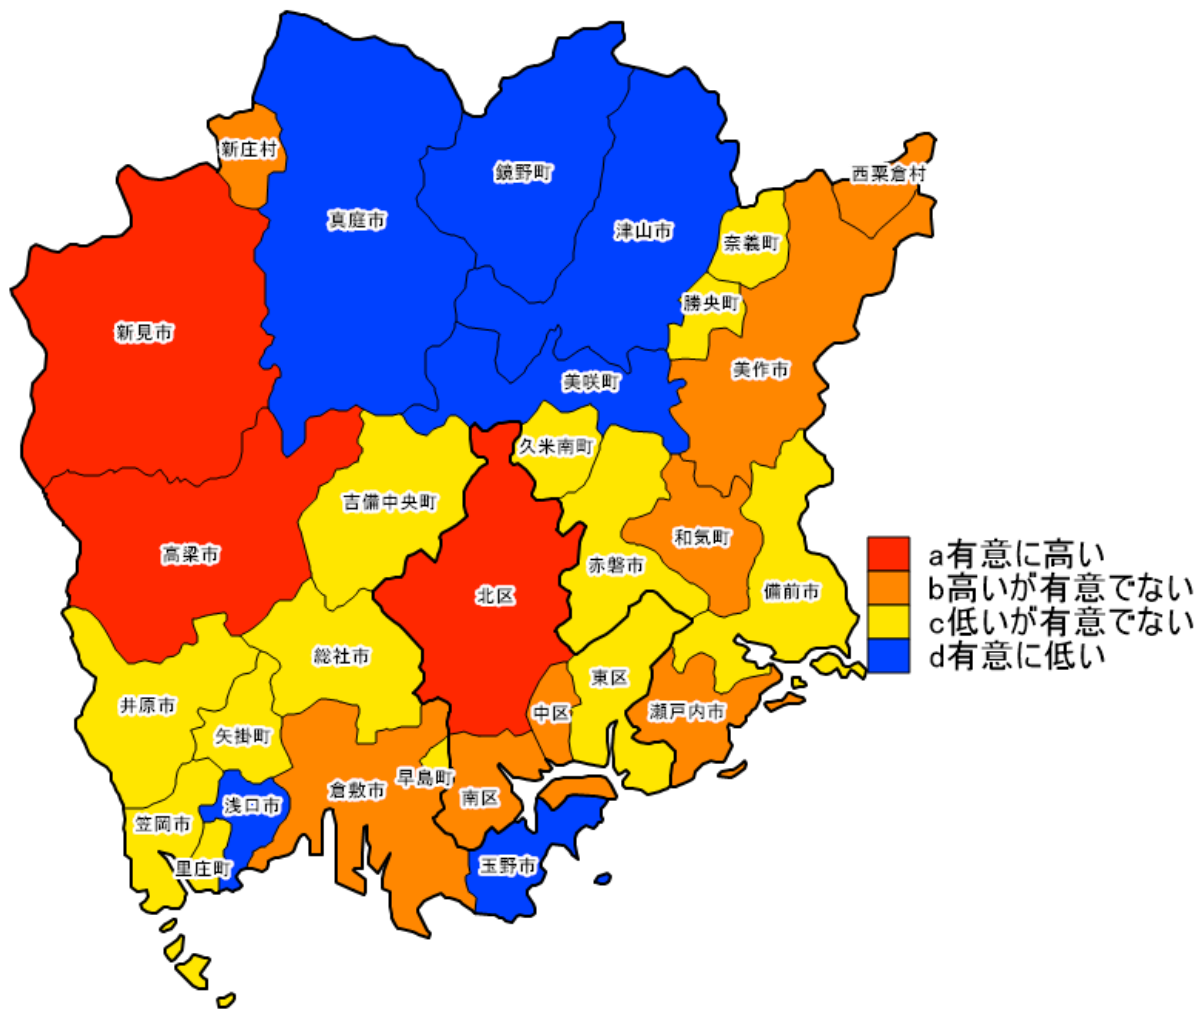 新庄村
西粟倉村
鏡野町
真庭市
津山市
奈義町
勝央町
新見市
美作市
美咲町
久米南町
吉備中央町
和気町
高梁市
赤磐市
備前市
北区
総社市
東区
井原市
中区
瀬戸内市
矢掛町
早島町
倉敷市
南区
浅口市
笠岡市
里庄町
玉野市
a有意に高い
b高いが有意でない
c低いが有意でない
d有意に低い